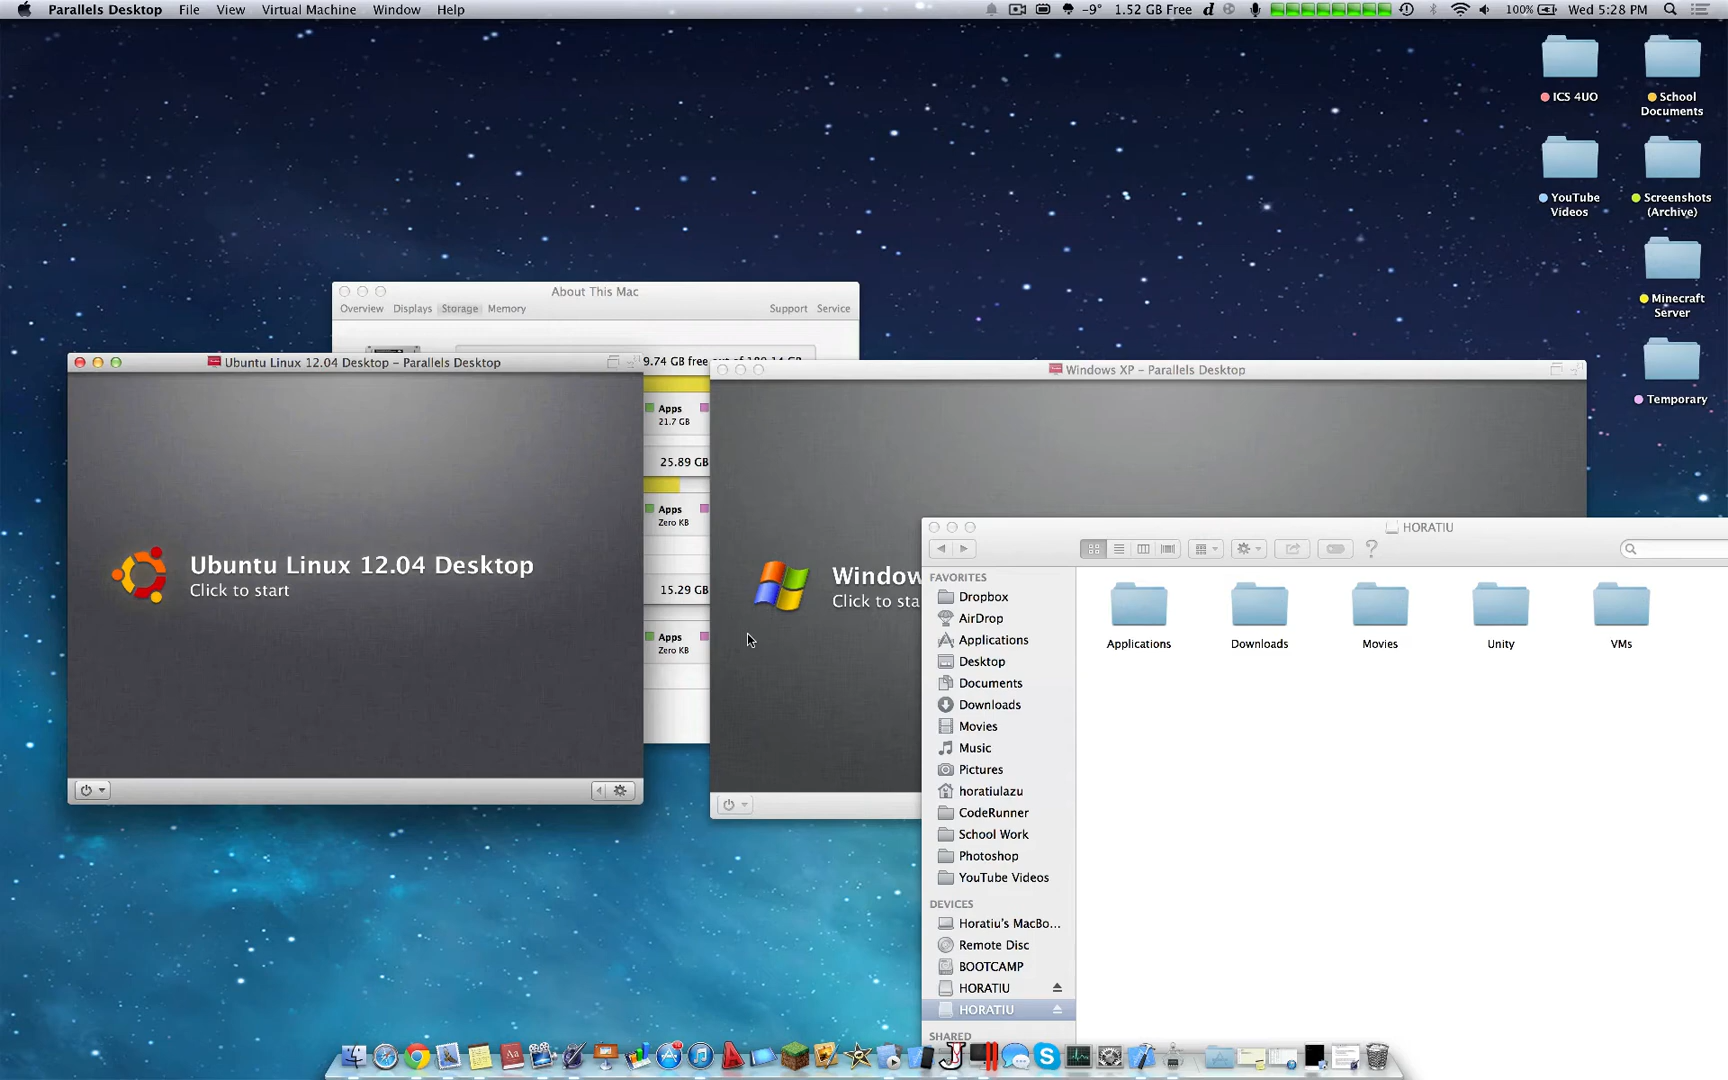 Parallels Desktop File View Virtual Machine Window Help
-9° 1.52 GB Free 100% Wed 5:28 PM
ICS 4UO
School
Documents
YouTube
Videos
Screenshots
(Archive)
Minecraft
Server
Temporary
About This Mac
Overview Displays Storage Memory Support Service
9.74 GB free
Apps
21.7 GB
25.89 GB
Apps
Zero KB
15.29 GB
Apps
Zero KB
Ubuntu Linux 12.04 Desktop – Parallels Desktop
Ubuntu Linux 12.04 Desktop
Click to start
Windows XP – Parallels Desktop
Window
Click to sta
HORATIU
FAVORITES
Dropbox
AirDrop
Applications
Desktop
Documents
Downloads
Movies
Music
Pictures
horatiulazu
CodeRunner
School Work
Photoshop
YouTube Videos
DEVICES
Horatiu's MacBo...
Remote Disc
BOOTCAMP
HORATIU
HORATIU
SHARED
Applications
Downloads
Movies
Unity
VMs